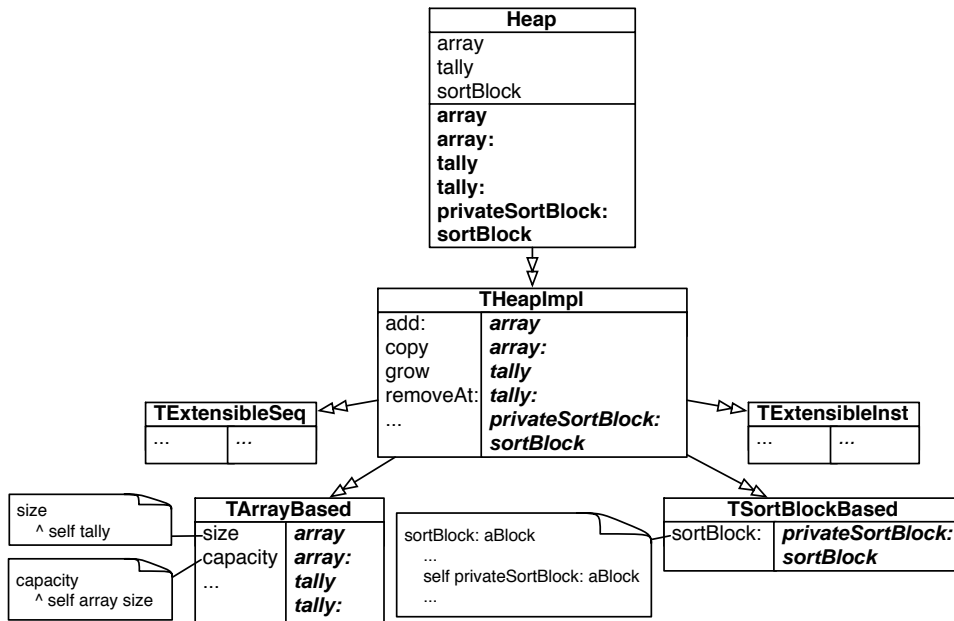 Heap
array
tally
sortBlock
array
array:
tally
tally:
privateSortBlock:
sortBlock
THeapImpl
add:
copy
grow
removeAt:
...
array
array:
tally
tally:
privateSortBlock:
sortBlock
TExtensibleSeq
... ...
TExtensibleInst
... ...
size
^ self tally
capacity
^ self array size
TArrayBased
size
capacity
...
array
array:
tally
tally:
sortBlock: aBlock
...
self privateSortBlock: aBlock
...
TSortBlockBased
sortBlock:
privateSortBlock:
sortBlock